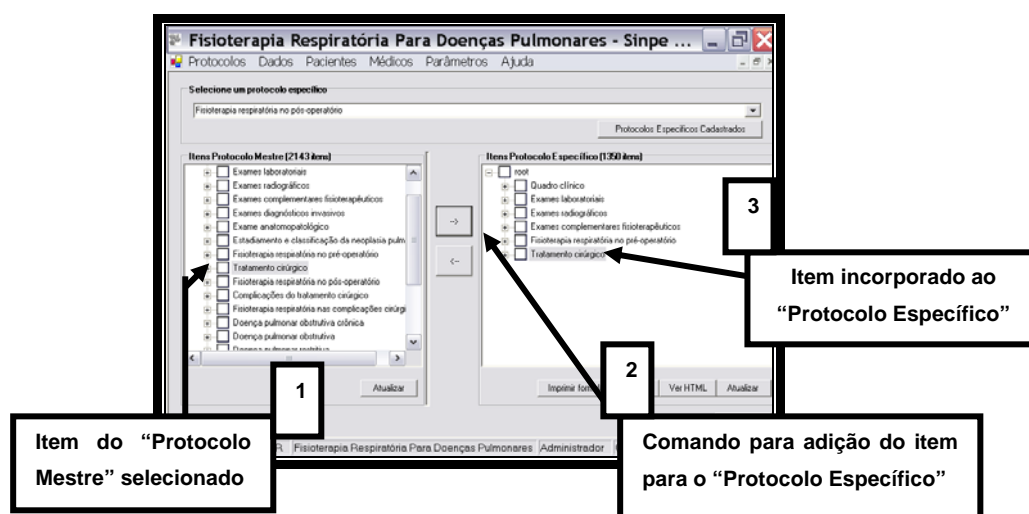 Fisioterapia Respiratória Para Doenças Pulmonares - Sinpe ...
Protocolos Dados Pacientes Médicos Parâmetros Ajuda
Selecione um protocolo específico
Fisioterapia respiratória no pós-operatório
Protocolos Específicos Cadastrados
Itens Protocolo Mestre [2143 itens]
Exames laboratoriais
Exames radiográficos
Exames complementares fisioterapêuticos
Exames diagnósticos invasivos
Exame anatomopatológico
Estadiamento e classificação da neoplasia pulm
Fisioterapia respiratória no pré-operatório
Tratamento cirúrgico
Fisioterapia respiratória no pós-operatório
Complicações do tratamento cirúrgico
Fisioterapia respiratória nas complicações cirúrgi
Doença pulmonar obstrutiva crônica
Doença pulmonar obstrutiva
Doença pulmonar restritiva
Atualizar
-->
<--
Itens Protocolo Específico [1350 itens]
root
Quadro clínico
Exames laboratoriais
Exames radiográficos
Exames complementares fisioterapêuticos
Fisioterapia respiratória no pré-operatório
Tratamento cirúrgico
Imprimir Ver HTML Atualizar
3
Item incorporado ao
“Protocolo Específico”
1
Item do “Protocolo
Mestre” selecionado
2
Comando para adição do item
para o “Protocolo Específico”
R Fisioterapia Respiratória Para Doenças Pulmonares Administrador